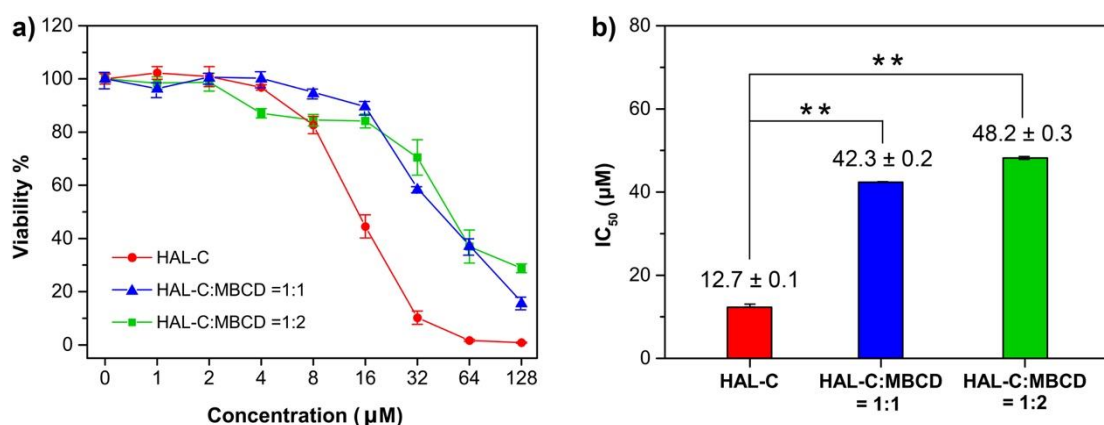 a)
120
100
80
60
40
20
0
Viability %
HAL-C
HAL-C:MBCD =1:1
HAL-C:MBCD =1:2
0 1 2 4 8 16 32 64 128
Concentration ( µM)
b)
80
60
40
20
0
IC50 (µM)
**
**
12.7 ± 0.1
42.3 ± 0.2
48.2 ± 0.3
HAL-C
HAL-C:MBCD
= 1:1
HAL-C:MBCD
= 1:2